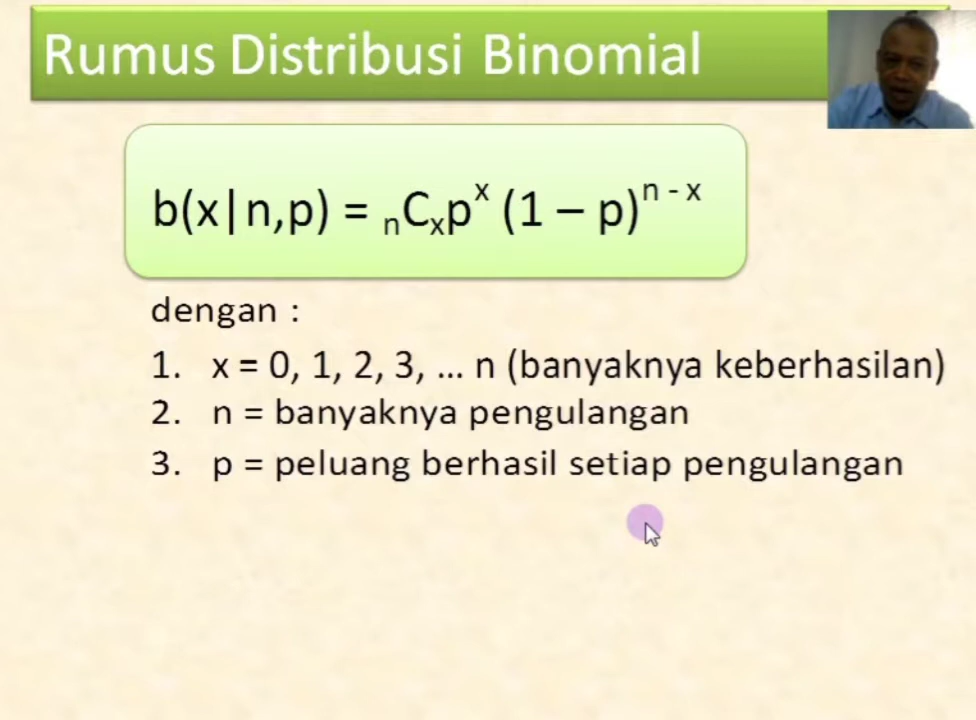 Rumus Distribusi Binomial
b(x|n,p) = ₙCₓpˣ (1 – p)ⁿ ⁻ ˣ
dengan :
1. x = 0, 1, 2, 3, ... n (banyaknya keberhasilan)
2. n = banyaknya pengulangan
3. p = peluang berhasil setiap pengulangan